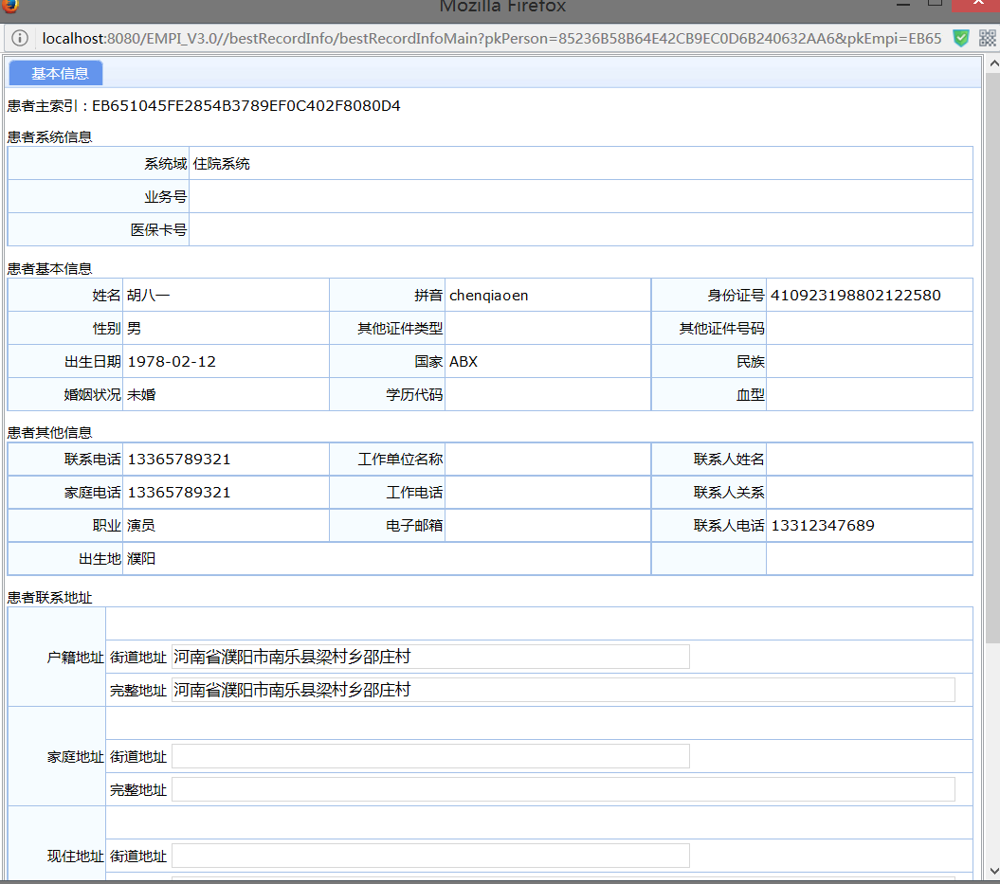 Mozilla Firefox
localhost:8080/EMPI_V3.0//bestRecordInfo/bestRecordInfoMain?pkPerson=85236B58B64E42CB9EC0D6B240632AA6&pkEmpi=EB65
基本信息
患者主索引：EB651045FE2854B3789EF0C402F8080D4
患者系统信息
系统域 住院系统
业务号
医保卡号
患者基本信息
姓名 胡八一 拼音 chenqiaoen 身份证号 410923198802122580
性别 男 其他证件类型 其他证件号码
出生日期 1978-02-12 国家 ABX 民族
婚姻状况 未婚 学历代码 血型
患者其他信息
联系电话 13365789321 工作单位名称 联系人姓名
家庭电话 13365789321 工作电话 联系人关系
职业 演员 电子邮箱 联系人电话 13312347689
出生地 濮阳
患者联系地址
户籍地址 街道地址 河南省濮阳市南乐县梁村乡邵庄村
完整地址 河南省濮阳市南乐县梁村乡邵庄村
家庭地址 街道地址
完整地址
现住地址 街道地址